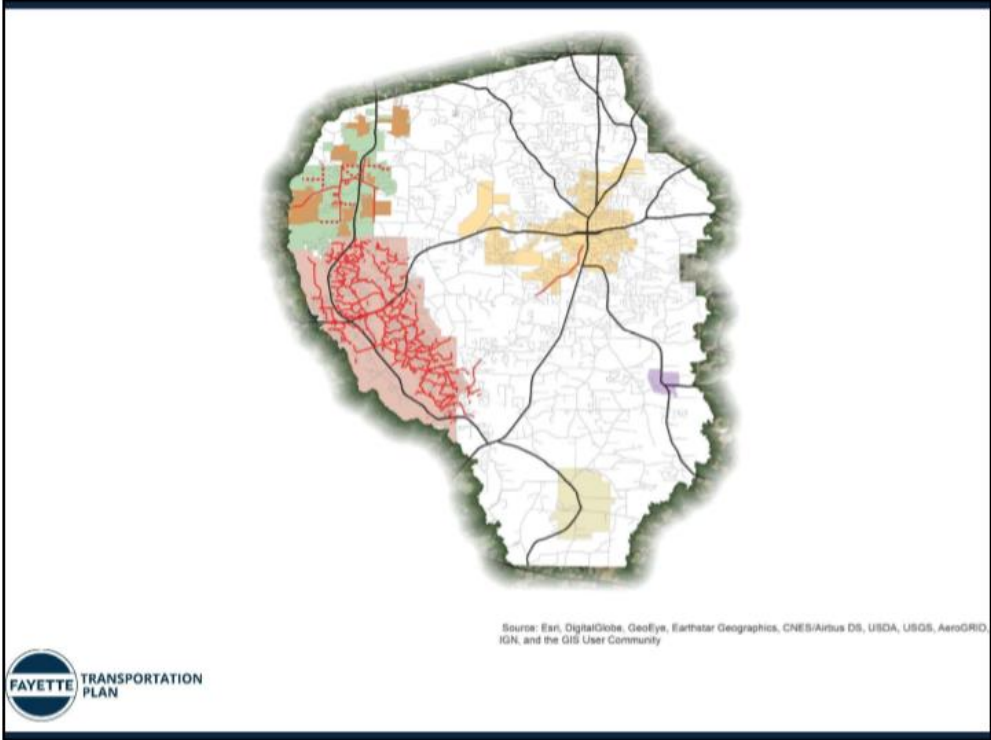 Source: Esri, DigitalGlobe, GeoEye, Earthstar Geographics, CNES/Airbus DS, USDA, USGS, AeroGRID,
IGN, and the GIS User Community
FAYETTE
TRANSPORTATION
PLAN